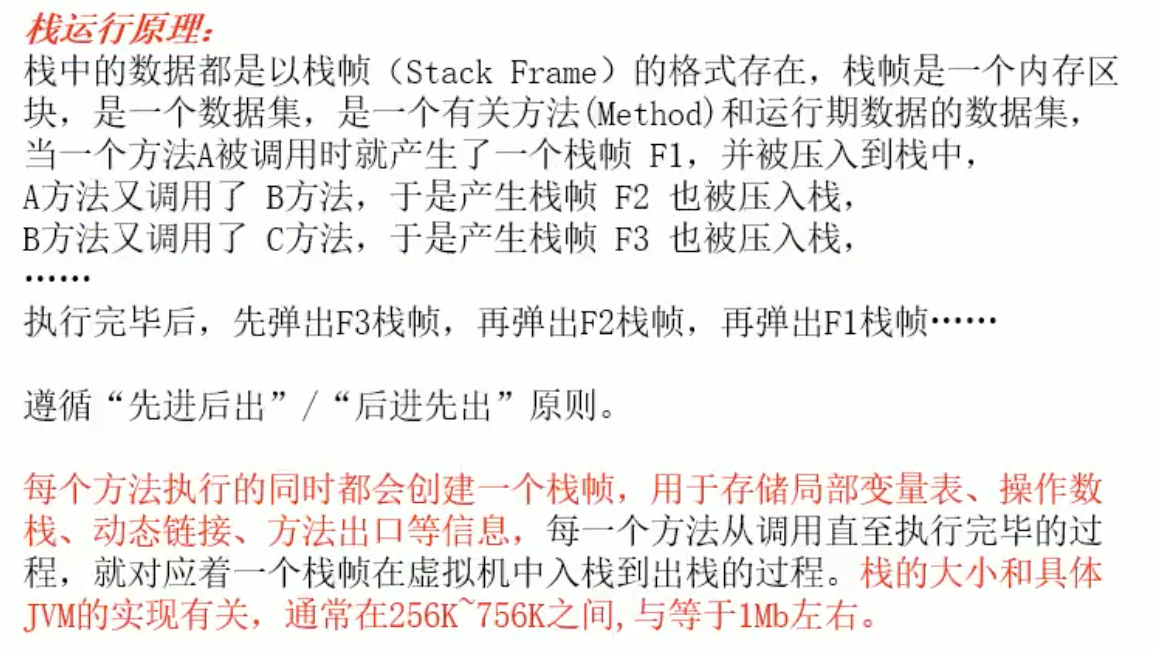 栈运行原理：
栈中的数据都是以栈帧（Stack Frame）的格式存在，栈帧是一个内存区
块，是一个数据集，是一个有关方法(Method)和运行期数据的数据集，
当一个方法A被调用时就产生了一个栈帧 F1，并被压入到栈中，
A方法又调用了 B方法，于是产生栈帧 F2 也被压入栈，
B方法又调用了 C方法，于是产生栈帧 F3 也被压入栈，
……
执行完毕后，先弹出F3栈帧，再弹出F2栈帧，再弹出F1栈帧……
遵循“先进后出”/“后进先出”原则。
每个方法执行的同时都会创建一个栈帧，用于存储局部变量表、操作数
栈、动态链接、方法出口等信息，每一个方法从调用直至执行完毕的过
程，就对应着一个栈帧在虚拟机中入栈到出栈的过程。栈的大小和具体
JVM的实现有关，通常在256K~756K之间,与等于1Mb左右。